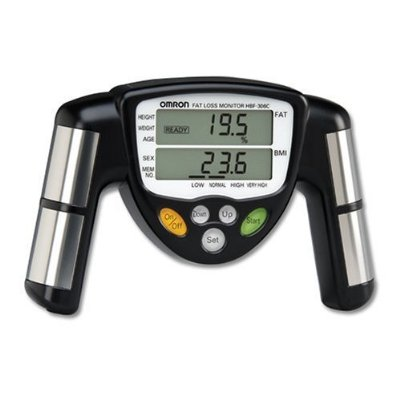 OMRON FAT LOSS MONITOR HBF-306C
HEIGHT
WEIGHT READY 19.5 FAT
AGE %
SEX BMI
MEM 23.6
NO
LOW NORMAL HIGH VERY HIGH
On/Off Down Up Start
Set